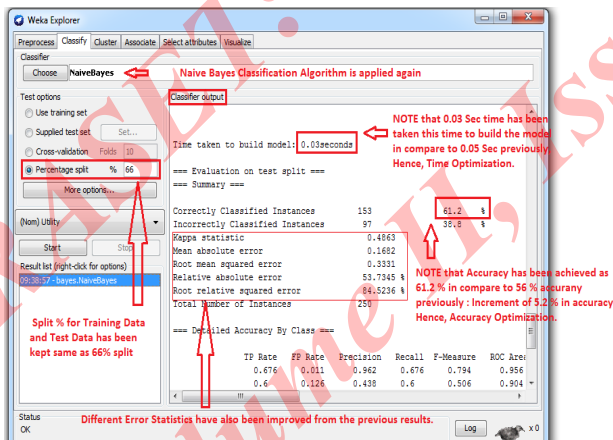 Weka Explorer
Preprocess Classify Cluster Associate Select attributes Visualize
Classifier
Choose NaiveBayes
Naive Bayes Classification Algorithm is applied again
Test options
Use training set
Supplied test set Set...
Cross-validation Folds 10
Percentage split % 66
More options...
(Nom) Utility
Start Stop
Result list (right-click for options)
09:38:57 - bayes.NaiveBayes
Split % for Training Data
and Test Data has been
kept same as 66% split
Classifier output
Time taken to build model: 0.03seconds
=== Evaluation on test split ===
=== Summary ===
Correctly Classified Instances 153 61.2 %
Incorrectly Classified Instances 97 38.8 %
Kappa statistic 0.4863
Mean absolute error 0.1682
Root mean squared error 0.3331
Relative absolute error 53.7345 %
Root relative squared error 84.5236 %
Total Number of Instances 250
=== Detailed Accuracy By Class ===
TP Rate FP Rate Precision Recall F-Measure ROC Area
0.676 0.011 0.962 0.676 0.794 0.956
0.6 0.126 0.438 0.6 0.506 0.904
NOTE that 0.03 Sec time has been
taken this time to build the model
in compare to 0.05 Sec previously
Hence, Time Optimization.
NOTE that Accuracy has been achieved as
61.2 % in compare to 56 % accurany
previously : Increment of 5.2 % in accuracy
Hence, Accuracy Optimization.
Different Error Statistics have also been improved from the previous results.
Status
OK
Log
x 0
RASET:
Volume II, Iss